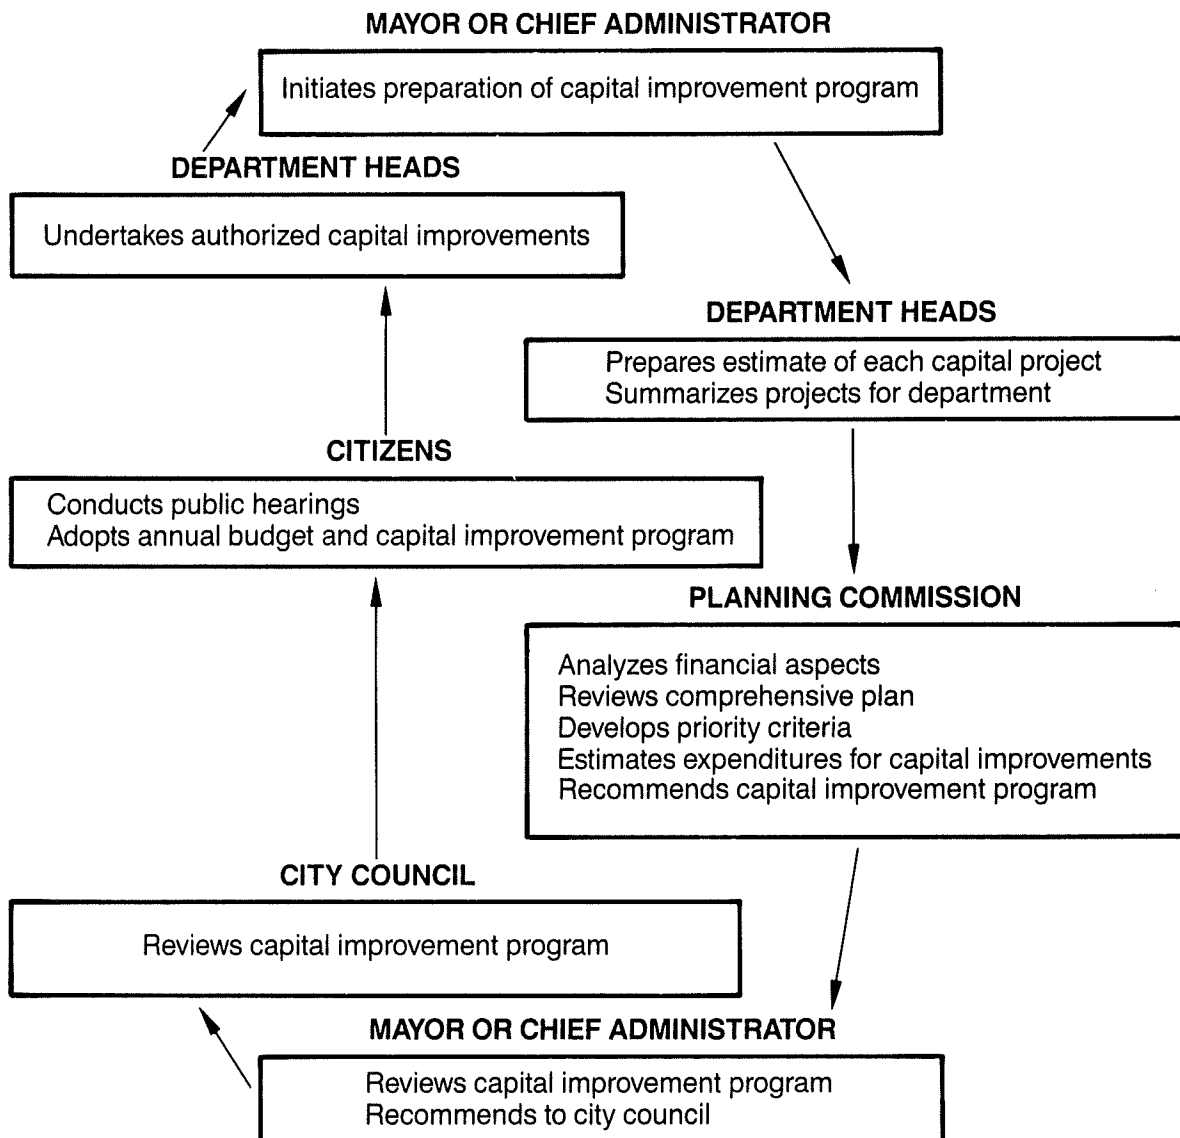 MAYOR OR CHIEF ADMINISTRATOR
Initiates preparation of capital improvement program
DEPARTMENT HEADS
Undertakes authorized capital improvements
DEPARTMENT HEADS
Prepares estimate of each capital project
Summarizes projects for department
CITIZENS
Conducts public hearings
Adopts annual budget and capital improvement program
PLANNING COMMISSION
Analyzes financial aspects
Reviews comprehensive plan
Develops priority criteria
Estimates expenditures for capital improvements
Recommends capital improvement program
CITY COUNCIL
Reviews capital improvement program
MAYOR OR CHIEF ADMINISTRATOR
Reviews capital improvement program
Recommends to city council